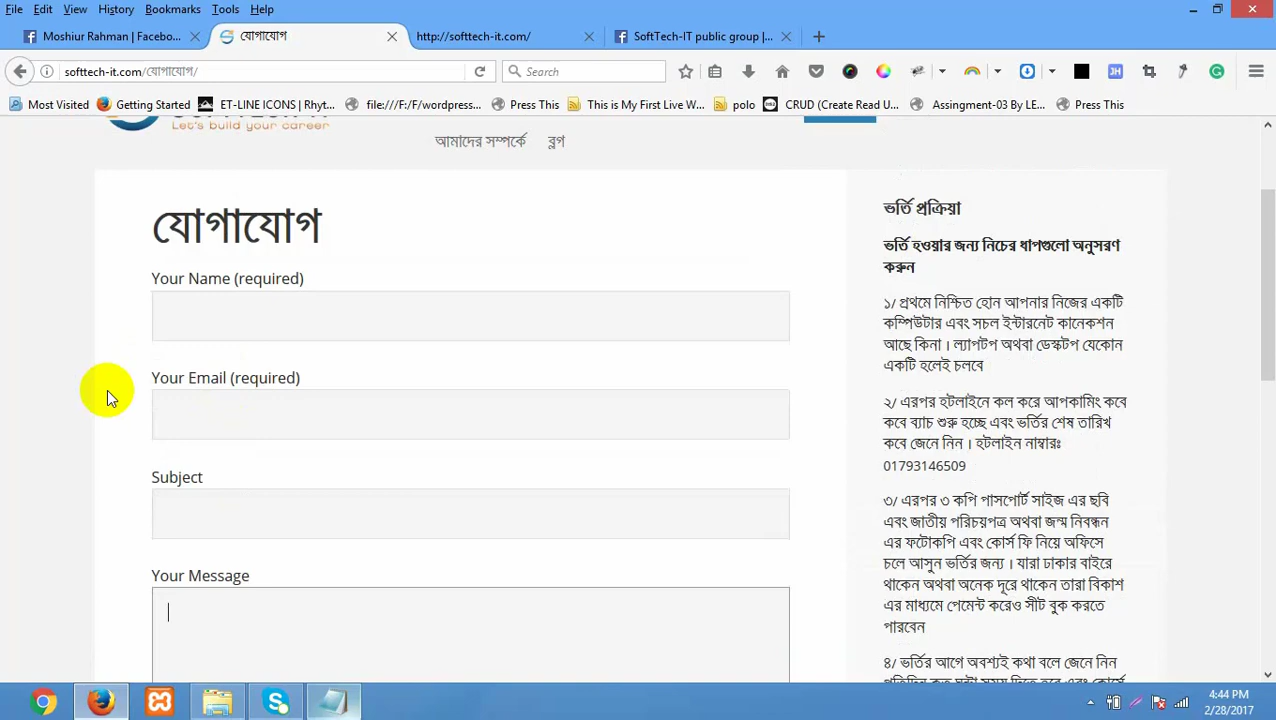 File Edit View History Bookmarks Tools Help
Moshiur Rahman | Facebo...
যোগাযোগ
http://softtech-it.com/
SoftTech-IT public group |...
softtech-it.com/যোগাযোগ/
Search
Most Visited
Getting Started
ET-LINE ICONS | Rhyt...
file:///F:/F/wordpress...
Press This
This is My First Live W...
polo
CRUD (Create Read U...
Assingment-03 By LE...
Press This
Let's build your career
আমাদের সম্পর্কে ব্লগ
যোগাযোগ
Your Name (required)
Your Email (required)
Subject
Your Message
ভর্তি প্রক্রিয়া
ভর্তি হওয়ার জন্য নিচের ধাপগুলো অনুসরণ
করুন
১/ প্রথমে নিশ্চিত হোন আপনার নিজের একটি
কম্পিউটার এবং সচল ইন্টারনেট কানেকশন
আছে কিনা । ল্যাপটপ অথবা ডেস্কটপ যেকোন
একটি হলেই চলবে
২/ এরপর হটলাইনে কল করে আপকামিং কবে
কবে ব্যাচ শুরু হচ্ছে এবং ভর্তির শেষ তারিখ
কবে জেনে নিন । হটলাইন নাম্বারঃ
01793146509
৩/ এরপর ৩ কপি পাসপোর্ট সাইজ এর ছবি
এবং জাতীয় পরিচয়পত্র অথবা জন্ম নিবন্ধন
এর ফটোকপি এবং কোর্স ফি নিয়ে অফিসে
চলে আসুন ভর্তির জন্য । যারা ঢাকার বাইরে
থাকেন অথবা অনেক দূরে থাকেন তারা বিকাশ
এর মাধ্যমে পেমেন্ট করেও সীট বুক করতে
পারবেন
৪/ ভর্তির আগে অবশ্যই কথা বলে জেনে নিন
4:44 PM
2/28/2017